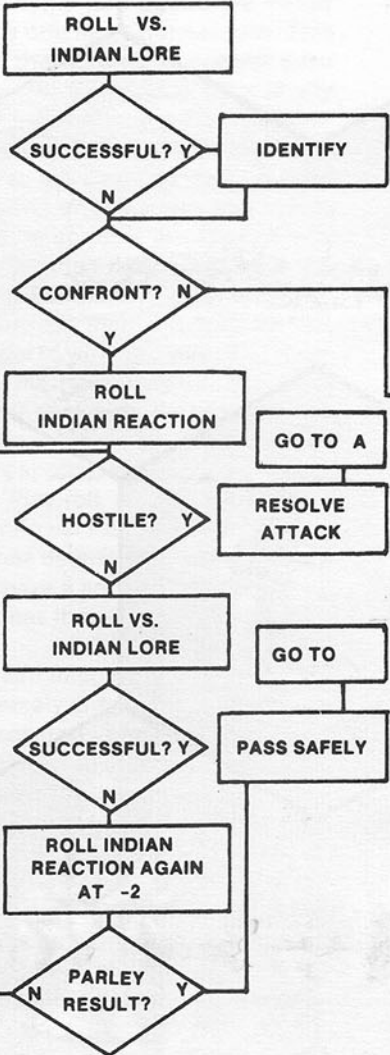 ROLL VS.
INDIAN LORE
SUCCESSFUL? Y
IDENTIFY
N
CONFRONT? N
Y
ROLL
INDIAN REACTION
GO TO A
HOSTILE? Y
RESOLVE
ATTACK
N
ROLL VS.
INDIAN LORE
GO TO
SUCCESSFUL? Y
PASS SAFELY
N
ROLL INDIAN
REACTION AGAIN
AT -2
N PARLEY Y
RESULT?